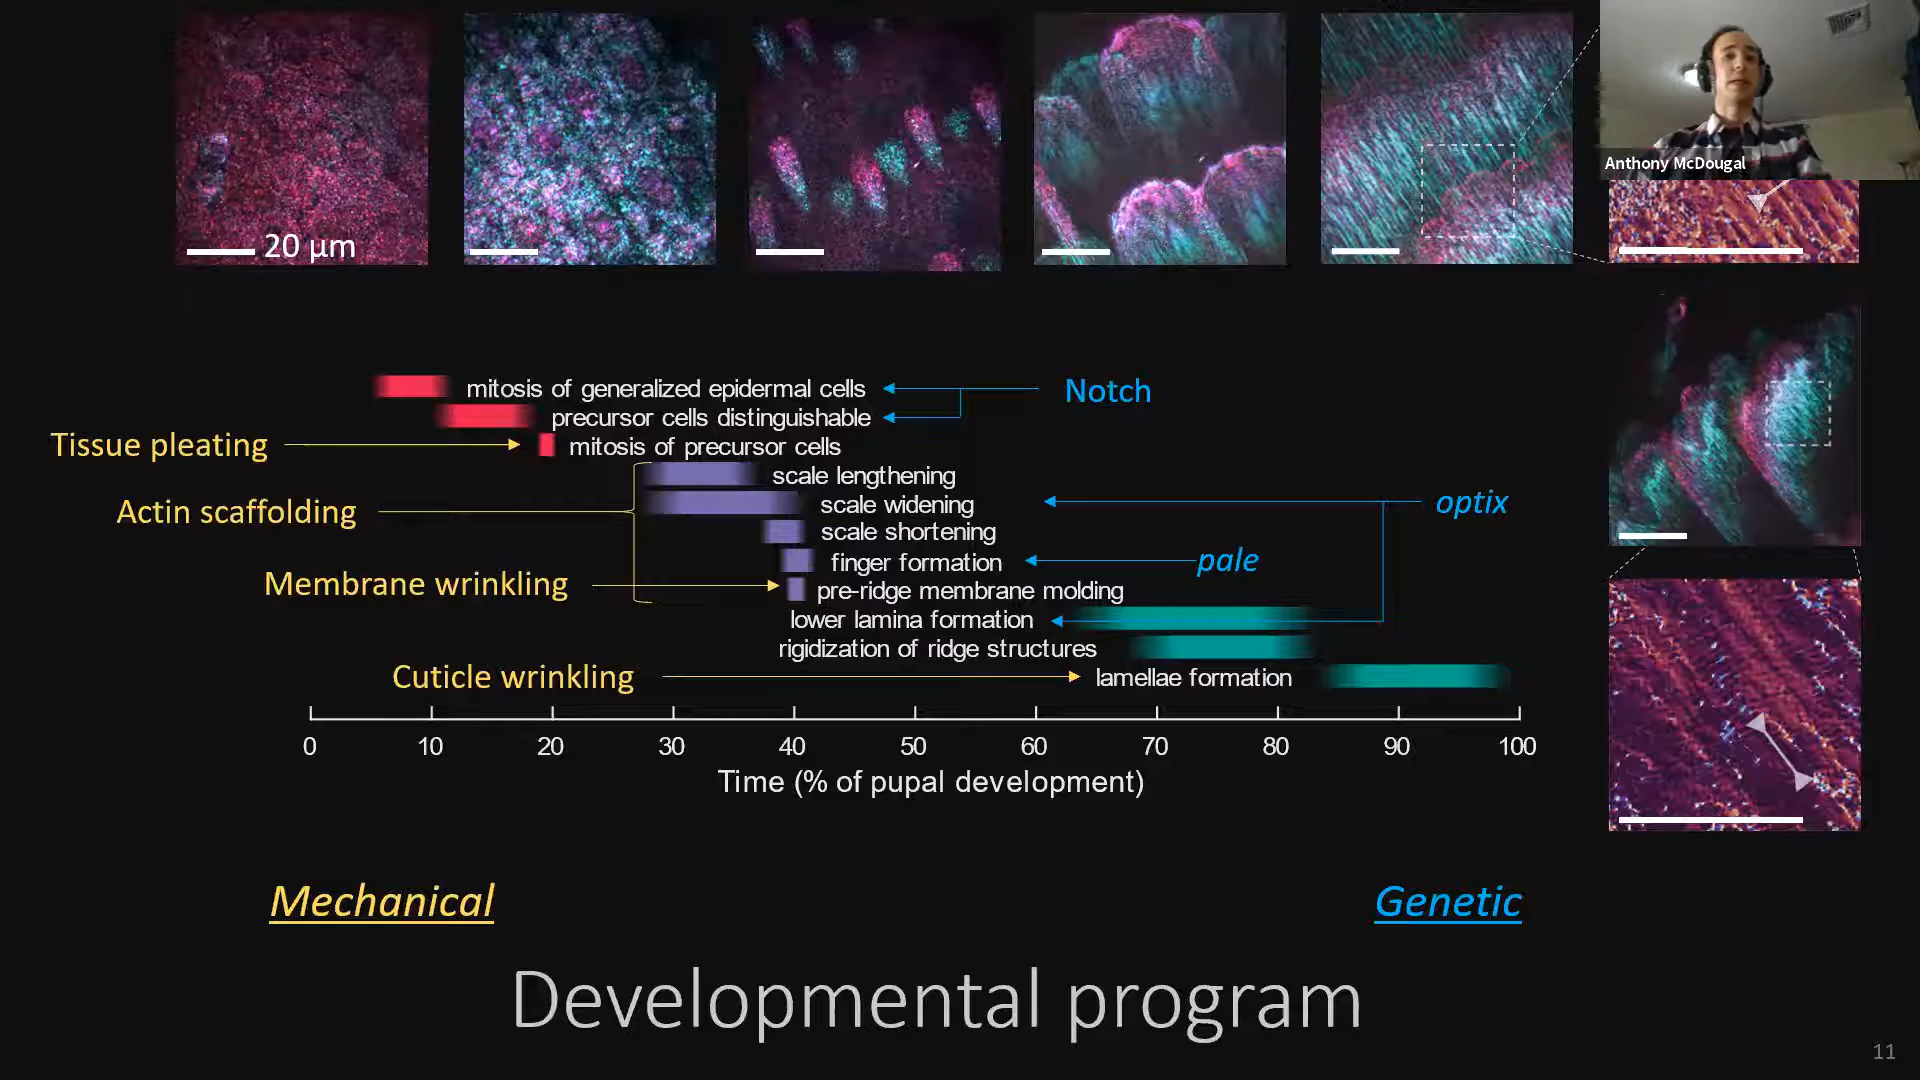 Anthony McDougal
20 µm
mitosis of generalized epidermal cells
Notch
precursor cells distinguishable
Tissue pleating
mitosis of precursor cells
scale lengthening
Actin scaffolding
scale widening
optix
scale shortening
finger formation
pale
Membrane wrinkling
pre-ridge membrane molding
lower lamina formation
rigidization of ridge structures
Cuticle wrinkling
lamellae formation
0 10 20 30 40 50 60 70 80 90 100
Time (% of pupal development)
Mechanical
Genetic
Developmental program
11